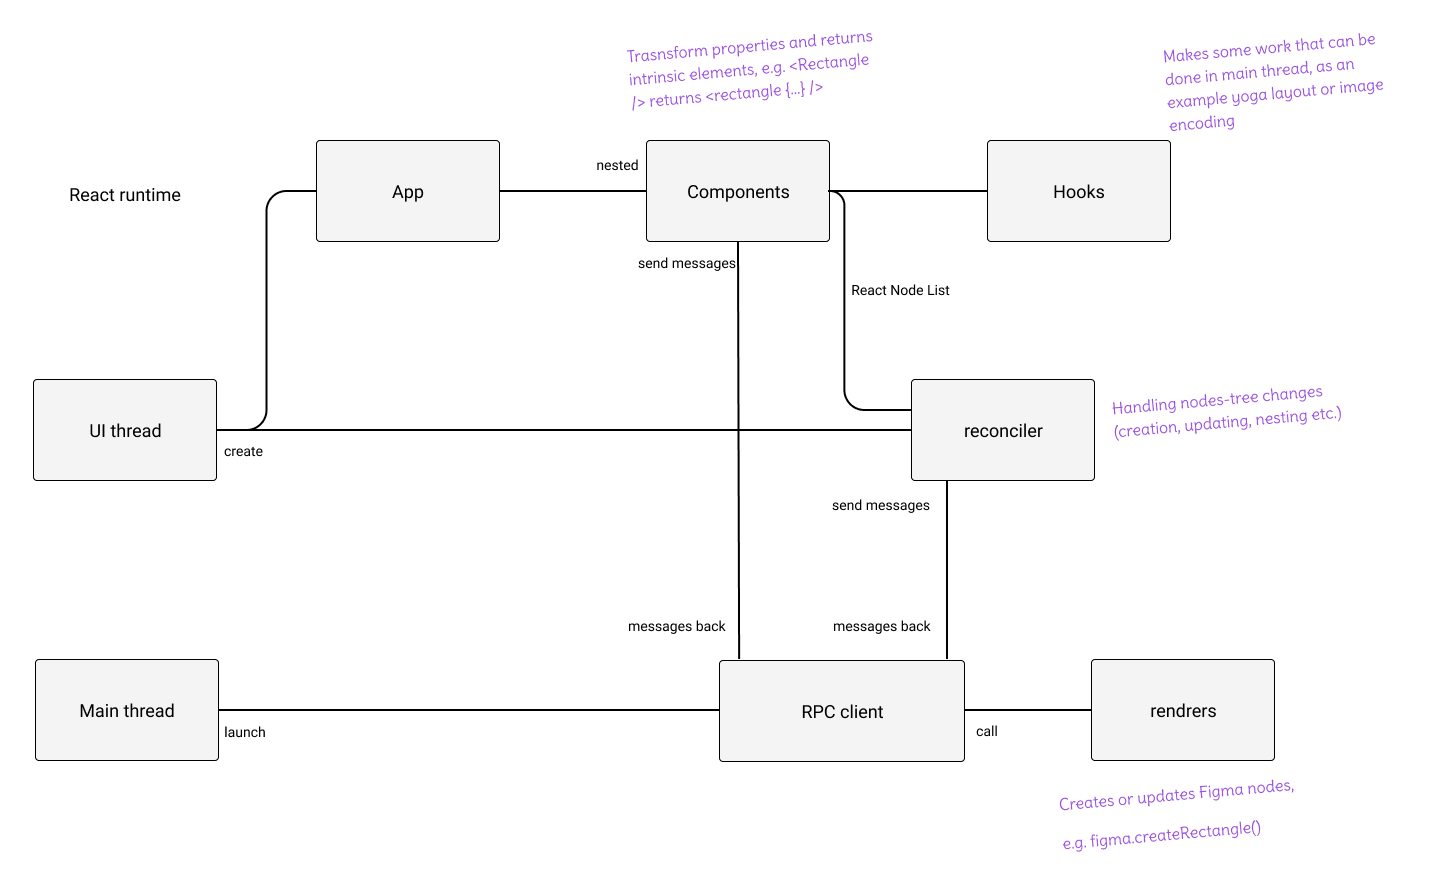 Trasnsform properties and returns
intrinsic elements, e.g. <Rectangle
/> returns <rectangle {...} />
Makes some work that can be
done in main thread, as an
example yoga layout or image
encoding
React runtime
App
nested
Components
Hooks
send messages
React Node List
UI thread
create
reconciler
Handling nodes-tree changes
(creation, updating, nesting etc.)
send messages
messages back
messages back
Main thread
launch
RPC client
call
rendrers
Creates or updates Figma nodes,
e.g. figma.createRectangle()